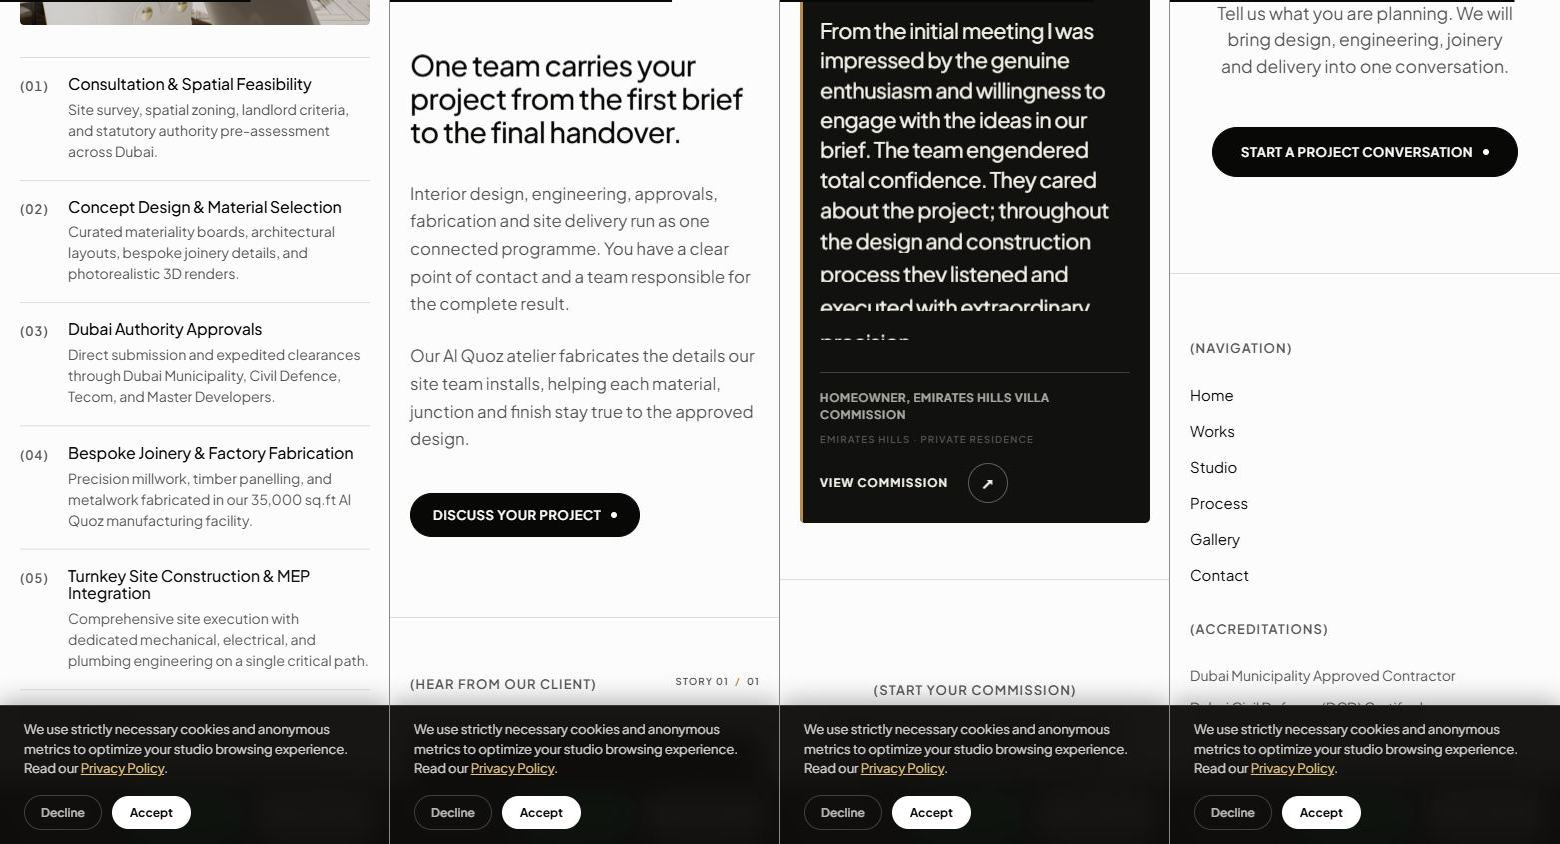 (01)
Consultation & Spatial Feasibility
Site survey, spatial zoning, landlord criteria,
and statutory authority pre-assessment
across Dubai.
(02)
Concept Design & Material Selection
Curated materiality boards, architectural
layouts, bespoke joinery details, and
photorealistic 3D renders.
(03)
Dubai Authority Approvals
Direct submission and expedited clearances
through Dubai Municipality, Civil Defence,
Tecom, and Master Developers.
(04)
Bespoke Joinery & Factory Fabrication
Precision millwork, timber panelling, and
metalwork fabricated in our 35,000 sq.ft Al
Quoz manufacturing facility.
(05)
Turnkey Site Construction & MEP
Integration
Comprehensive site execution with
dedicated mechanical, electrical, and
plumbing engineering on a single critical path.
We use strictly necessary cookies and anonymous
metrics to optimize your studio browsing experience.
Read our Privacy Policy.
Decline
Accept
One team carries your
project from the first brief
to the final handover.
Interior design, engineering, approvals,
fabrication and site delivery run as one
connected programme. You have a clear
point of contact and a team responsible for
the complete result.
Our Al Quoz atelier fabricates the details our
site team installs, helping each material,
junction and finish stay true to the approved
design.
DISCUSS YOUR PROJECT
(HEAR FROM OUR CLIENT)
STORY 01 / 01
We use strictly necessary cookies and anonymous
metrics to optimize your studio browsing experience.
Read our Privacy Policy.
Decline
Accept
From the initial meeting I was
impressed by the genuine
enthusiasm and willingness to
engage with the ideas in our
brief. The team engendered
total confidence. They cared
about the project; throughout
the design and construction
process they listened and
executed with extraordinary
precision
HOMEOWNER, EMIRATES HILLS VILLA
COMMISSION
EMIRATES HILLS · PRIVATE RESIDENCE
VIEW COMMISSION ↗
(START YOUR COMMISSION)
We use strictly necessary cookies and anonymous
metrics to optimize your studio browsing experience.
Read our Privacy Policy.
Decline
Accept
Tell us what you are planning. We will
bring design, engineering, joinery
and delivery into one conversation.
START A PROJECT CONVERSATION
(NAVIGATION)
Home
Works
Studio
Process
Gallery
Contact
(ACCREDITATIONS)
Dubai Municipality Approved Contractor
We use strictly necessary cookies and anonymous
metrics to optimize your studio browsing experience.
Read our Privacy Policy.
Decline
Accept